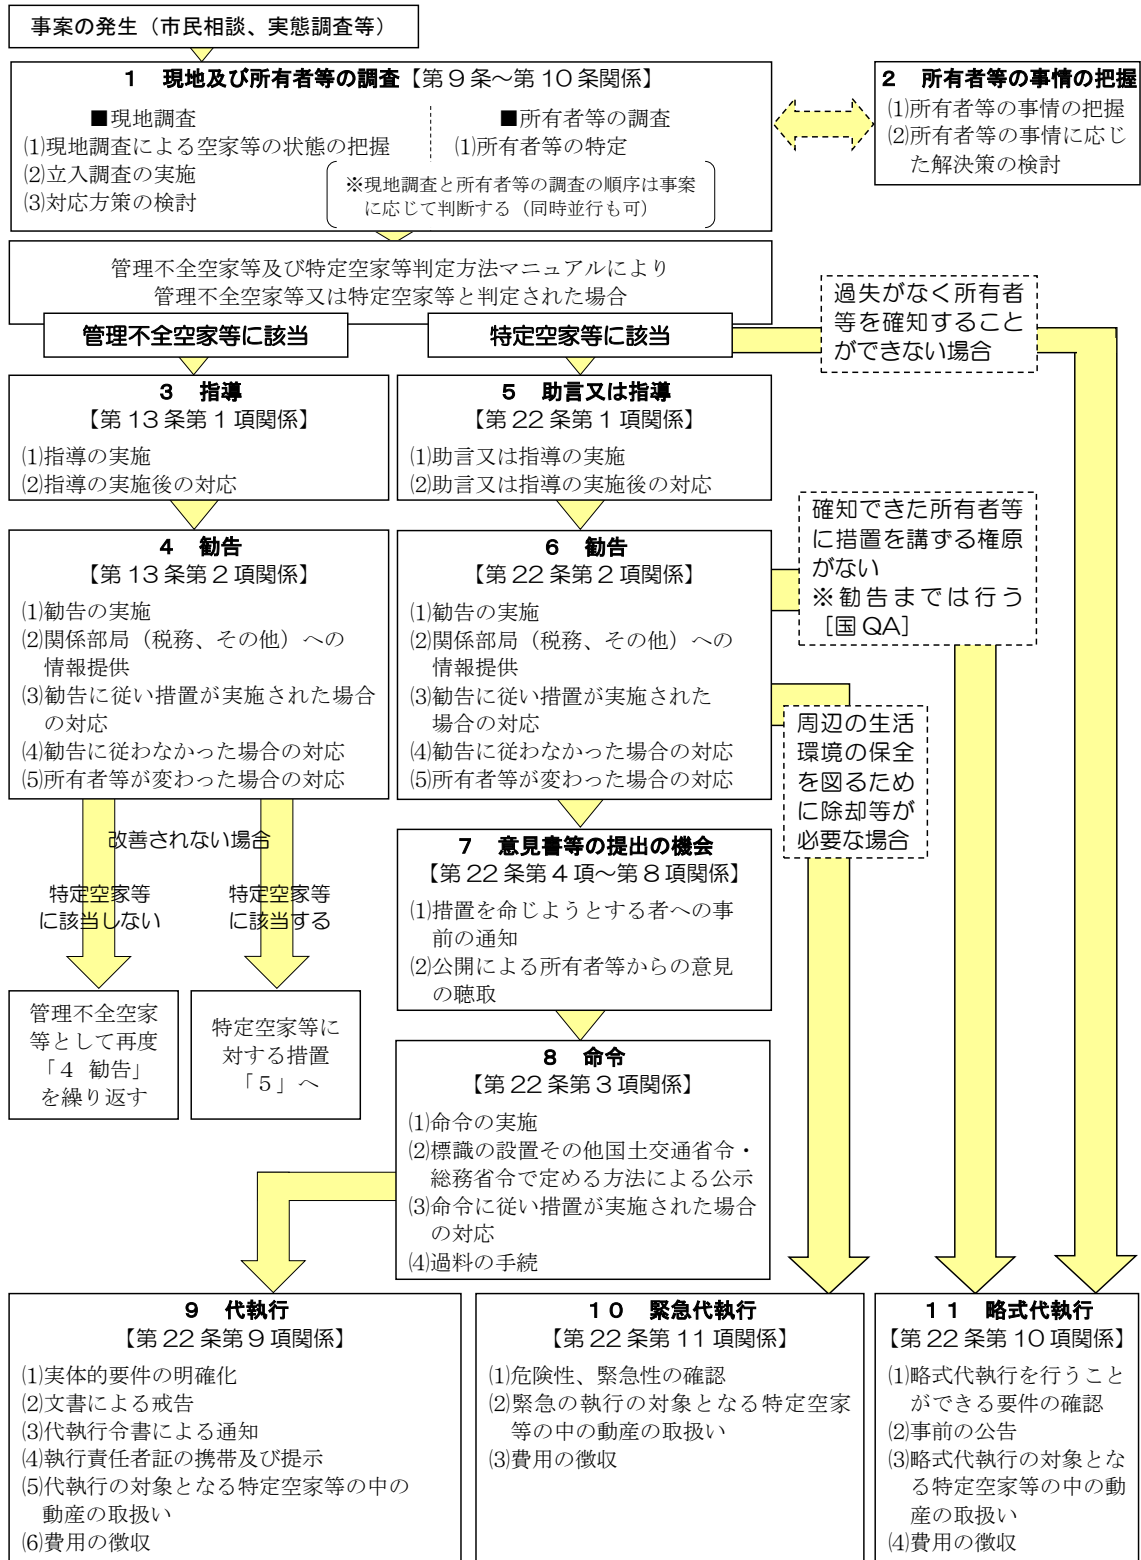 事案の発生（市民相談、実態調査等）
１　現地及び所有者等の調査【第９条～第10条関係】
■現地調査
⑴現地調査による空家等の状態の把握
⑵立入調査の実施
⑶対応方策の検討
■所有者等の調査
⑴所有者等の特定
※現地調査と所有者等の調査の順序は事案
に応じて判断する（同時並行も可）
２　所有者等の事情の把握
⑴所有者等の事情の把握
⑵所有者等の事情に応じ
た解決策の検討
管理不全空家等及び特定空家等判定方法マニュアルにより
管理不全空家等又は特定空家等と判定された場合
管理不全空家等に該当
特定空家等に該当
過失がなく所有者
等を確知すること
ができない場合
３　指導
【第13条第１項関係】
⑴指導の実施
⑵指導の実施後の対応
５　助言又は指導
【第22条第１項関係】
⑴助言又は指導の実施
⑵助言又は指導の実施後の対応
４　勧告
【第13条第２項関係】
⑴勧告の実施
⑵関係部局（税務、その他）への
情報提供
⑶勧告に従い措置が実施された場合
の対応
⑷勧告に従わなかった場合の対応
⑸所有者等が変わった場合の対応
６　勧告
【第22条第２項関係】
⑴勧告の実施
⑵関係部局（税務、その他）への
情報提供
⑶勧告に従い措置が実施された
場合の対応
⑷勧告に従わなかった場合の対応
⑸所有者等が変わった場合の対応
確知できた所有者等
に措置を講ずる権原
がない
※勧告までは行う
［国QA］
周辺の生活
環境の保全
を図るため
に除却等が
必要な場合
改善されない場合
特定空家等
に該当しない
特定空家等
に該当する
管理不全空家
等として再度
「４ 勧告」
を繰り返す
特定空家等に
対する措置
「５」へ
７　意見書等の提出の機会
【第22条第４項～第８項関係】
⑴措置を命じようとする者への事
前の通知
⑵公開による所有者等からの意見
の聴取
８　命令
【第22条第３項関係】
⑴命令の実施
⑵標識の設置その他国土交通省令・
総務省令で定める方法による公示
⑶命令に従い措置が実施された場合
の対応
⑷過料の手続
９　代執行
【第22条第９項関係】
⑴実体的要件の明確化
⑵文書による戒告
⑶代執行令書による通知
⑷執行責任者証の携帯及び提示
⑸代執行の対象となる特定空家等の中の
動産の取扱い
⑹費用の徴収
１０　緊急代執行
【第22条第11項関係】
⑴危険性、緊急性の確認
⑵緊急の執行の対象となる特定空家
等の中の動産の取扱い
⑶費用の徴収
１１　略式代執行
【第22条第10項関係】
⑴略式代執行を行うこと
ができる要件の確認
⑵事前の公告
⑶略式代執行の対象とな
る特定空家等の中の動
産の取扱い
⑷費用の徴収